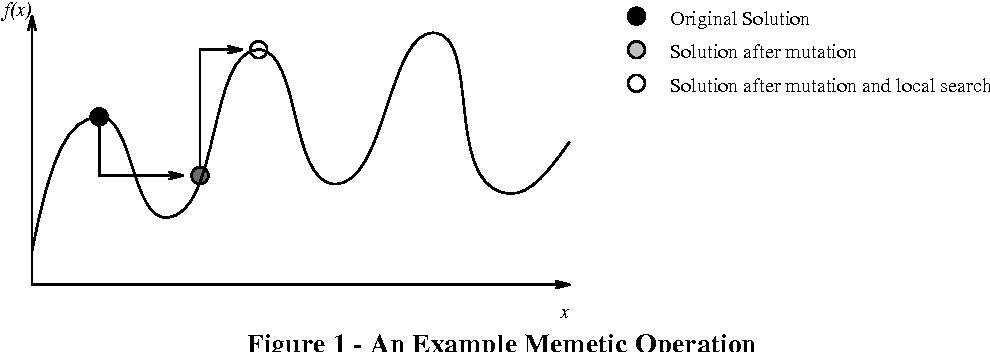 f(x)
Original Solution
Solution after mutation
Solution after mutation and local search
x
Figure 1 - An Example Memetic Operation